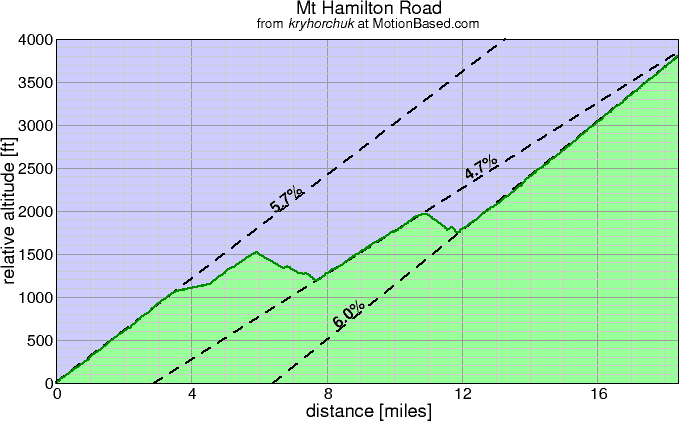 Mt Hamilton Road
from kryhorchuk at MotionBased.com
4000
3500
3000
2500
2000
1500
1000
500
0
relative altitude [ft]
5.7%
4.7%
6.0%
0 4 8 12 16
distance [miles]